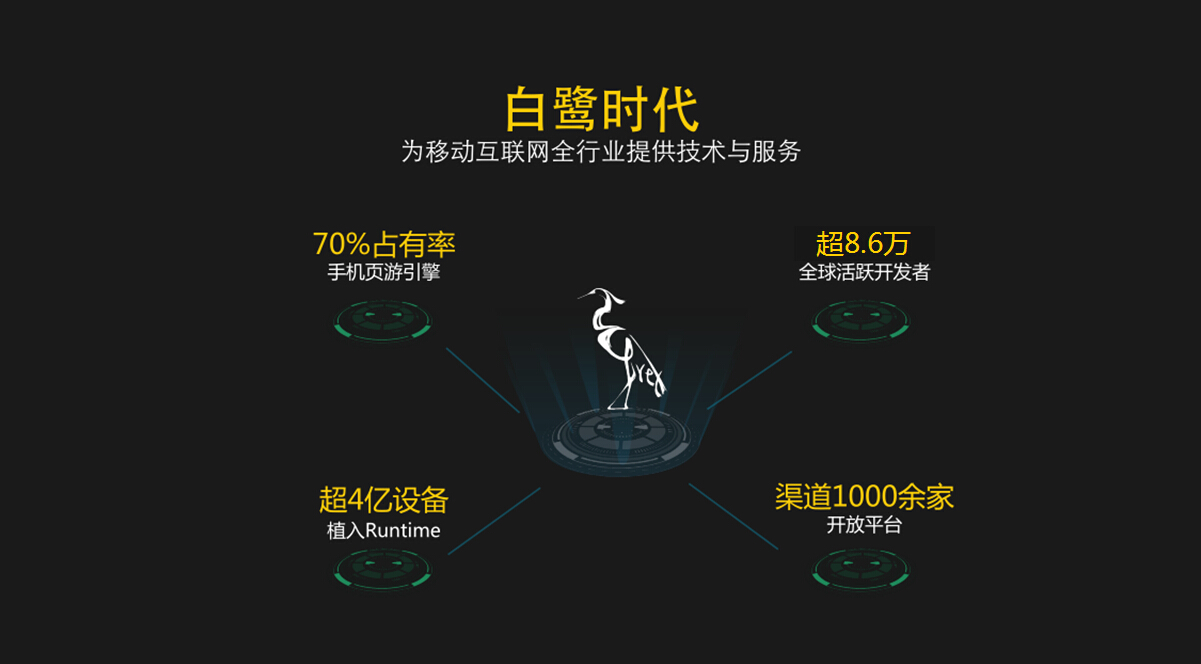 白鹭时代
为移动互联网全行业提供技术与服务
70%占有率
手机页游引擎
超8.6万
全球活跃开发者
egret
超4亿设备
植入Runtime
渠道1000余家
开放平台